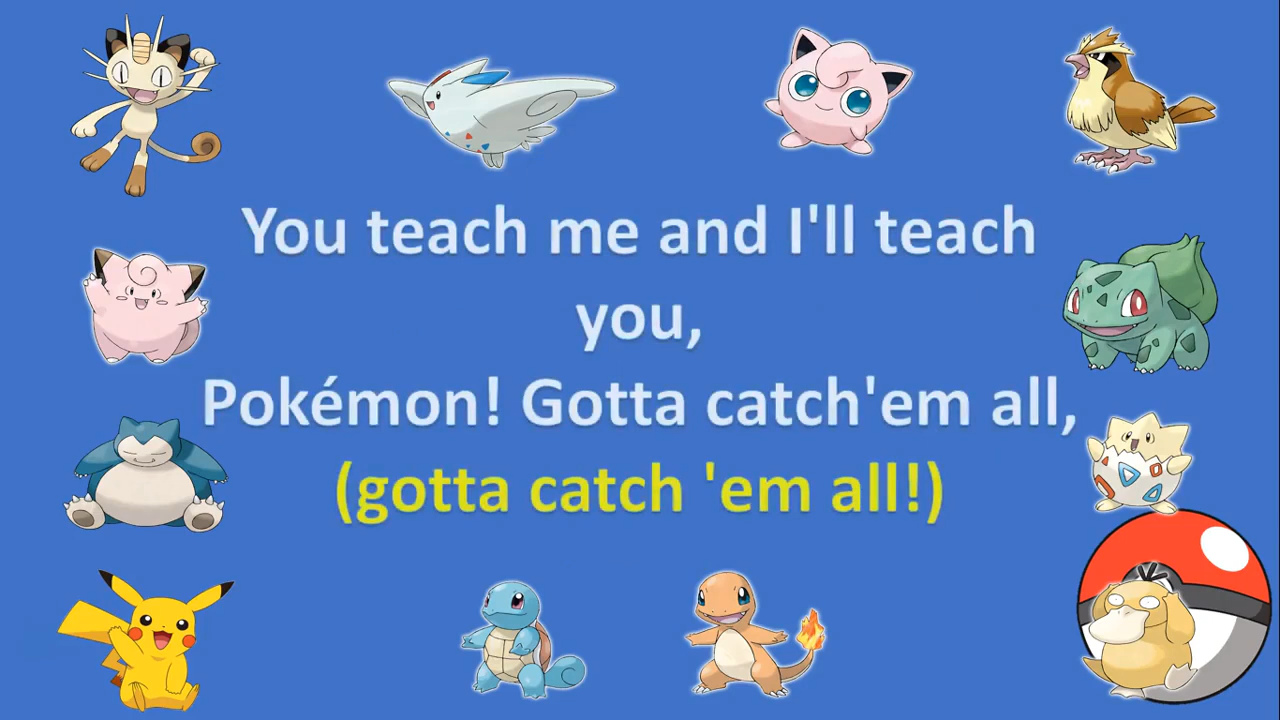 You teach me and I'll teach
you,
Pokémon! Gotta catch'em all,
(gotta catch 'em all!)